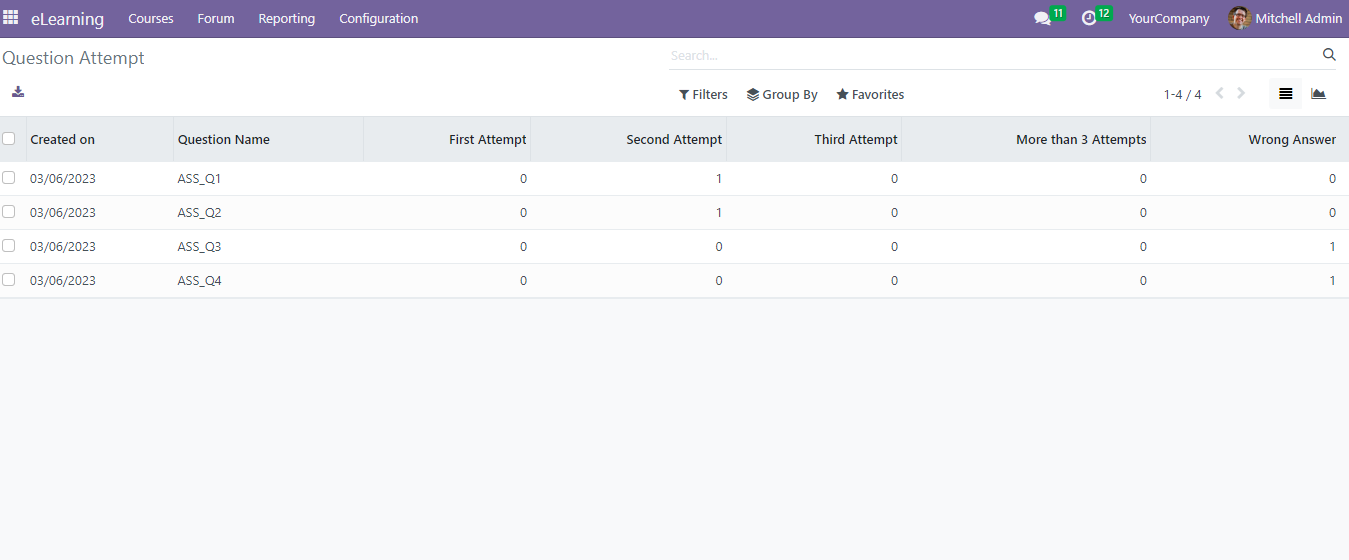 eLearning Courses Forum Reporting Configuration 11 12 YourCompany Mitchell Admin
Question Attempt Search...
Filters Group By Favorites 1-4 / 4
Created on Question Name First Attempt Second Attempt Third Attempt More than 3 Attempts Wrong Answer
03/06/2023 ASS_Q1 0 1 0 0 0
03/06/2023 ASS_Q2 0 1 0 0 0
03/06/2023 ASS_Q3 0 0 0 0 1
03/06/2023 ASS_Q4 0 0 0 0 1